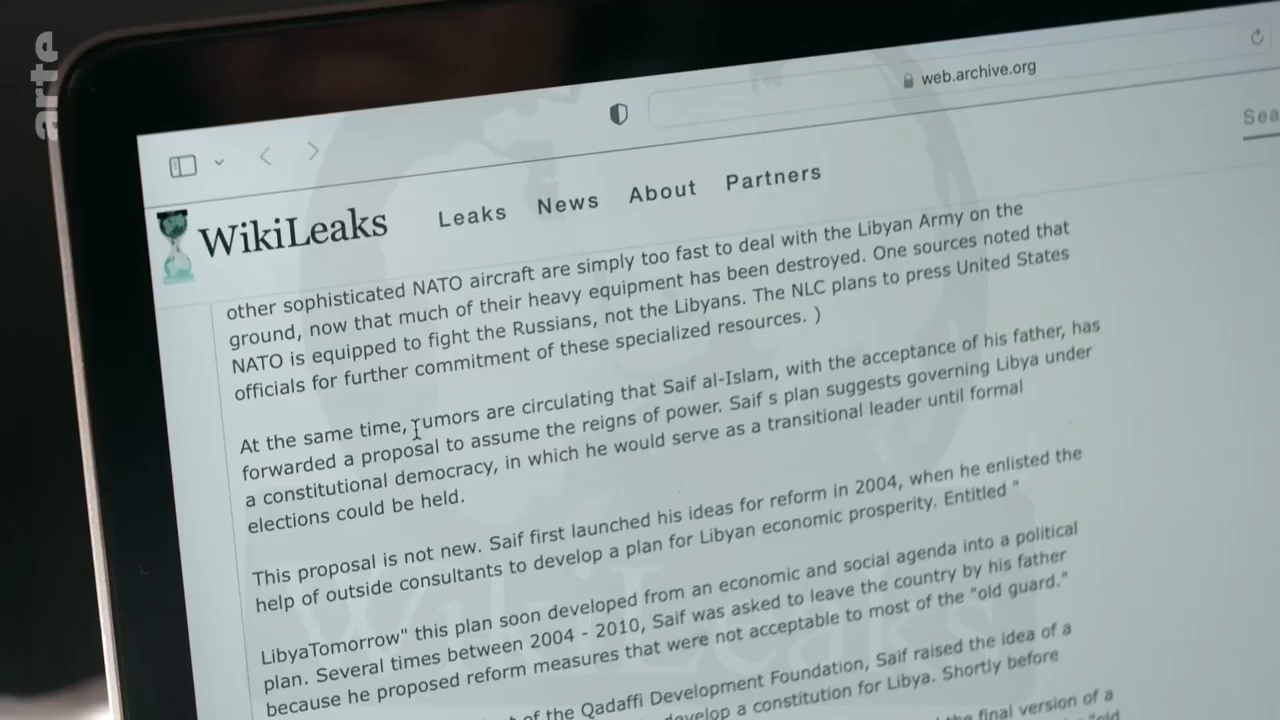 arte
web.archive.org
Sea
WikiLeaks
Leaks News About Partners
other sophisticated NATO aircraft are simply too fast to deal with the Libyan Army on the
ground, now that much of their heavy equipment has been destroyed. One sources noted that
NATO is equipped to fight the Russians, not the Libyans. The NLC plans to press United States
officials for further commitment of these specialized resources. )
At the same time, rumors are circulating that Saif al-Islam, with the acceptance of his father, has
forwarded a proposal to assume the reigns of power. Saif s plan suggests governing Libya under
a constitutional democracy, in which he would serve as a transitional leader until formal
elections could be held.
This proposal is not new. Saif first launched his ideas for reform in 2004, when he enlisted the
help of outside consultants to develop a plan for Libyan economic prosperity. Entitled "
LibyaTomorrow" this plan soon developed from an economic and social agenda into a political
plan. Several times between 2004 - 2010, Saif was asked to leave the country by his father
because he proposed reform measures that were not acceptable to most of the "old guard."
of the Qadaffi Development Foundation, Saif raised the idea of a
develop a constitution for Libya. Shortly before
the final version of a
"old
WikiLeaks